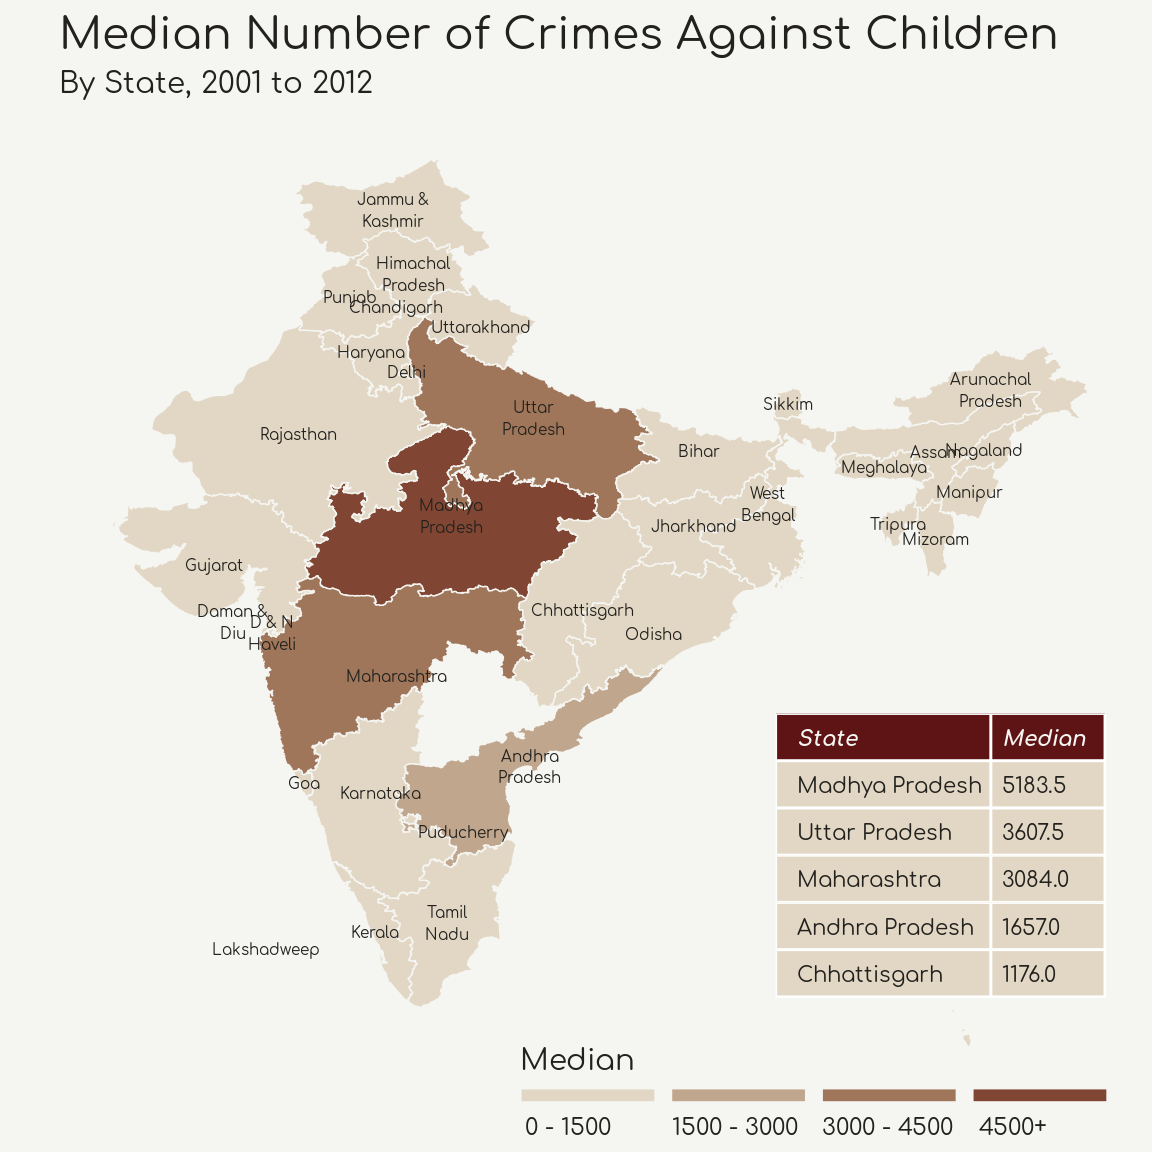 Median Number of Crimes Against Children
By State, 2001 to 2012
Jammu &
Kashmir
Himachal
Pradesh
Punjab
Chandigarh
Uttarakhand
Haryana
Delhi
Arunachal
Pradesh
Sikkim
Uttar
Pradesh
Rajasthan
Bihar
Assam
Nagaland
Meghalaya
Manipur
West
Bengal
Madhya
Pradesh
Jharkhand
Tripura
Mizoram
Gujarat
Daman &
Diu
D & N
Haveli
Chhattisgarh
Odisha
Maharashtra
Andhra
Pradesh
Goa
Karnataka
Puducherry
Tamil
Nadu
Kerala
Lakshadweep
State Median
Madhya Pradesh 5183.5
Uttar Pradesh 3607.5
Maharashtra 3084.0
Andhra Pradesh 1657.0
Chhattisgarh 1176.0
Median
0 - 1500 1500 - 3000 3000 - 4500 4500+